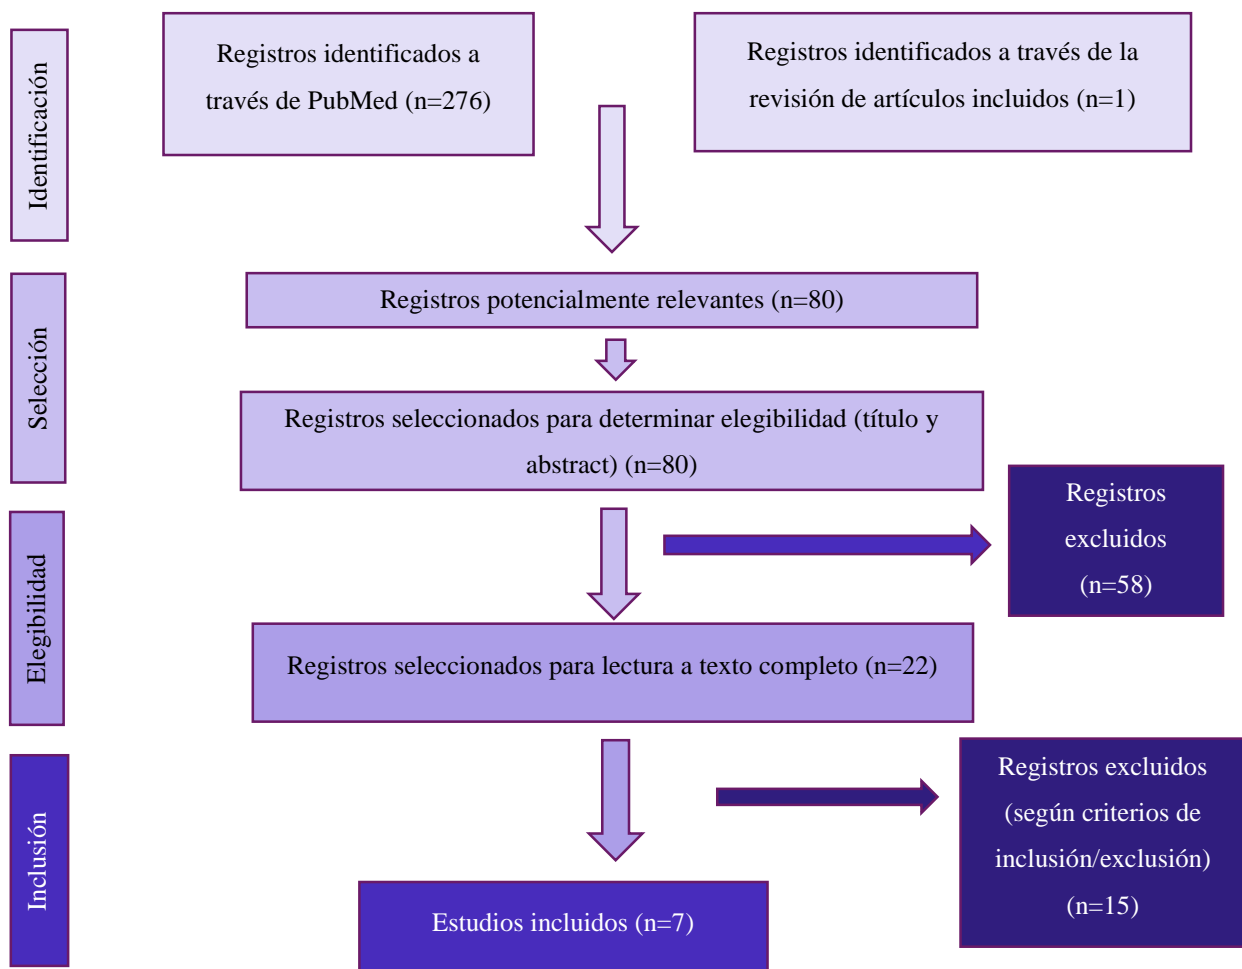 Identificación
Registros identificados a
través de PubMed (n=276)
Registros identificados a través de la
revisión de artículos incluidos (n=1)
Selección
Registros potencialmente relevantes (n=80)
Registros seleccionados para determinar elegibilidad (título y
abstract) (n=80)
Registros
excluidos
(n=58)
Elegibilidad
Registros seleccionados para lectura a texto completo (n=22)
Registros excluidos
(según criterios de
inclusión/exclusión)
(n=15)
Inclusión
Estudios incluidos (n=7)